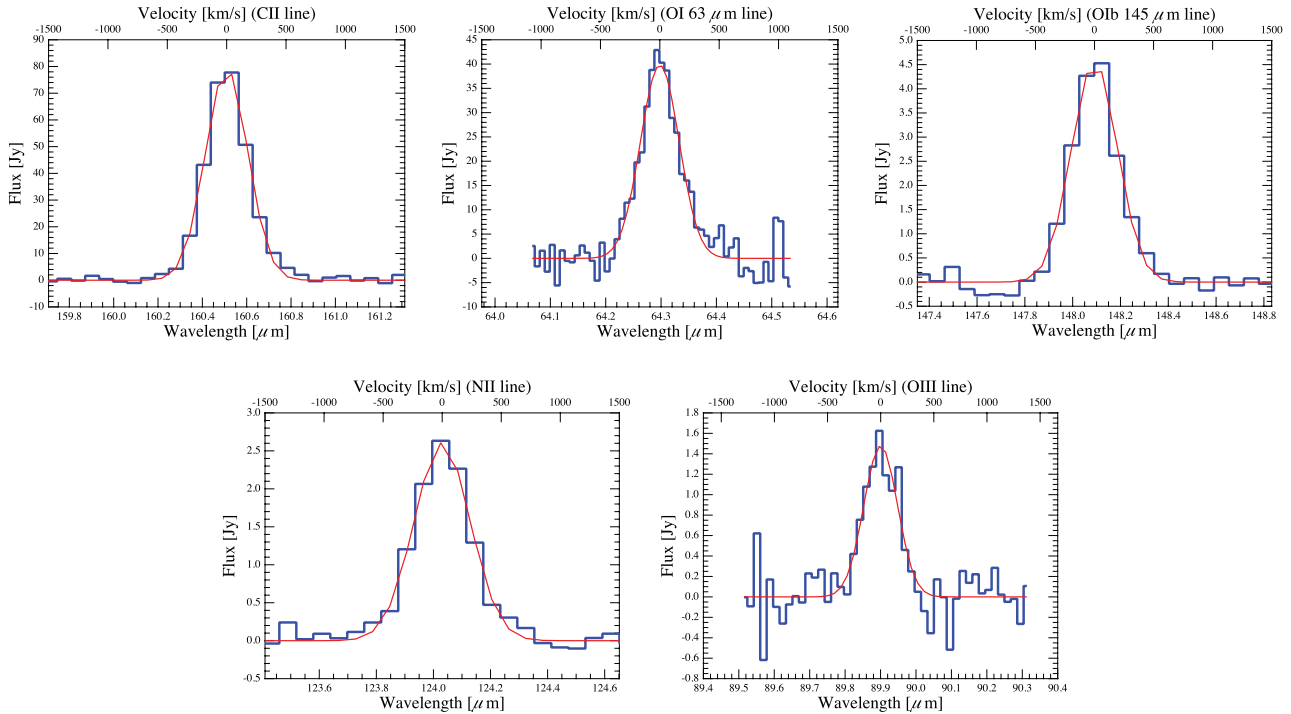 Velocity [km/s] (CII line)
-1500 -1000 -500 0 500 1000 1500
90
80
70
60
50
40
30
20
10
0
-10
Flux [Jy]
159.8 160.0 160.2 160.4 160.6 160.8 161.0 161.2
Wavelength [μm]
Velocity [km/s] (OI 63 μm line)
-1500 -1000 -500 0 500 1000 1500
45
40
35
30
25
20
15
10
5
0
-5
-10
Flux [Jy]
64.0 64.1 64.2 64.3 64.4 64.5 64.6
Wavelength [μm]
Velocity [km/s] (OIb 145 μm line)
-1500 -1000 -500 0 500 1000 1500
5.0
4.5
4.0
3.5
3.0
2.5
2.0
1.5
1.0
0.5
0.0
-0.5
Flux [Jy]
147.4 147.6 147.8 148.0 148.2 148.4 148.6 148.8
Wavelength [μm]
Velocity [km/s] (NII line)
-1500 -1000 -500 0 500 1000 1500
3.0
2.5
2.0
1.5
1.0
0.5
0.0
-0.5
Flux [Jy]
123.6 123.8 124.0 124.2 124.4 124.6
Wavelength [μm]
Velocity [km/s] (OIII line)
-1500 -1000 -500 0 500 1000 1500
1.8
1.6
1.4
1.2
1.0
0.8
0.6
0.4
0.2
0.0
-0.2
-0.4
-0.6
-0.8
Flux [Jy]
89.4 89.5 89.6 89.7 89.8 89.9 90.0 90.1 90.2 90.3 90.4
Wavelength [μm]